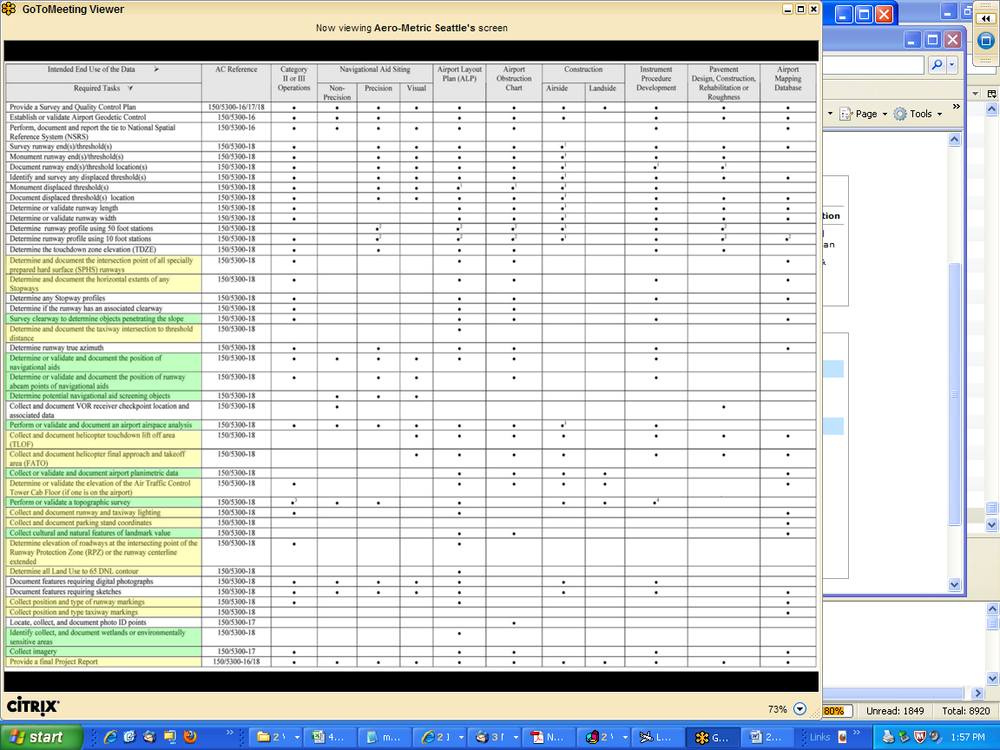 GoToMeeting Viewer
Now viewing Aero-Metric Seattle's screen
Intended End Use of the Data
Required Tasks
AC Reference
Category
II or III
Operations
Navigational Aid Siting
Non-
Precision
Precision
Visual
Airport Layout
Plan (ALP)
Airport
Obstruction
Chart
Construction
Airside
Landside
Instrument
Procedure
Development
Pavement
Design, Construction,
Rehabilitation or
Roughness
Airport
Mapping
Database
Provide a Survey and Quality Control Plan 150/5300-16/17/18
Establish or validate Airport Geodetic Control 150/5300-16
Perform, document and report the tie to National Spatial 150/5300-16
Reference System (NSRS)
Survey runway end(s)/threshold(s) 150/5300-18 1
Monument runway end(s)/threshold(s) 150/5300-18 1
Document runway end(s)/threshold location(s) 150/5300-18 1 1 1
Identify and survey any displaced threshold(s) 150/5300-18 1
Monument displaced threshold(s) 150/5300-18 1 1 1
Document displaced threshold(s) location 150/5300-18 1
Determine or validate runway length 150/5300-18 1
Determine or validate runway width 150/5300-18 1
Determine runway profile using 50 foot stations 150/5300-18 2 2 2 1 2
Determine runway profile using 10 foot stations 150/5300-18 2 2 2 1 2 2
Determine the touchdown zone elevation (TDZE) 150/5300-18
Determine and document the intersection point of all specially 150/5300-18
prepared hard surface (SPHS) runways
Determine and document the horizontal extents of any 150/5300-18
Stopways
Determine any Stopway profiles 150/5300-18
Determine if the runway has an associated clearway 150/5300-18
Survey clearway to determine objects penetrating the slope 150/5300-18
Determine and document the taxiway intersection to threshold 150/5300-18
distance
Determine runway true azimuth 150/5300-18
Determine or validate and document the position of 150/5300-18
navigational aids
Determine or validate and document the position of runway 150/5300-18
abeam points of navigational aids
Determine potential navigational aid screening objects 150/5300-18
Collect and document VOR receiver checkpoint location and 150/5300-18
associated data
Perform or validate and document an airport airspace analysis 150/5300-18 1
Collect and document helicopter touchdown lift off area 150/5300-18
(TLOF)
Collect and document helicopter final approach and takeoff 150/5300-18
area (FATO)
Collect or validate and document airport planimetric data 150/5300-18
Determine or validate the elevation of the Air Traffic Control 150/5300-18
Tower Cab Floor (if one is on the airport)
Perform or validate a topographic survey 150/5300-18 3 4
Collect and document runway and taxiway lighting 150/5300-18
Collect and document parking stand coordinates 150/5300-18
Collect cultural and natural features of landmark value 150/5300-18
Determine elevation of roadways at the intersecting point of the 150/5300-18
Runway Protection Zone (RPZ) or the runway centerline
extended
Determine all Land Use to 65 DNL contour 150/5300-18
Document features requiring digital photographs 150/5300-18
Document features requiring sketches 150/5300-18
Collect position and type of runway markings 150/5300-18
Collect position and type taxiway markings 150/5300-18
Locate, collect, and document photo ID points 150/5300-17
Identify collect, and document wetlands or environmentally 150/5300-18
sensitive areas
Collect imagery 150/5300-17
Provide a final Project Report 150/5300-16/18
CITRIX
73%
Page
Tools
tion
an
&
80% Unread: 1849 Total: 8920
start 2 4... m... 2 3 N... 2 L... G... 2... Links 1:57 PM